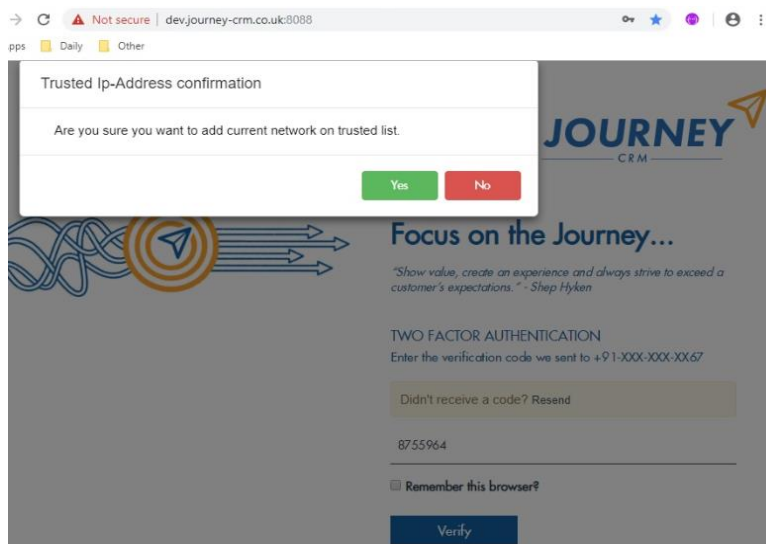 Not secure | dev.journey-crm.co.uk:8088
pps Daily Other
Trusted Ip-Address confirmation
Are you sure you want to add current network on trusted list.
Yes No
JOURNEY
CRM
Focus on the Journey...
"Show value, create an experience and always strive to exceed a
customer's expectations." - Shep Hyken
TWO FACTOR AUTHENTICATION
Enter the verification code we sent to +91-XXX-XXX-XX67
Didn't receive a code? Resend
8755964
Remember this browser?
Verify